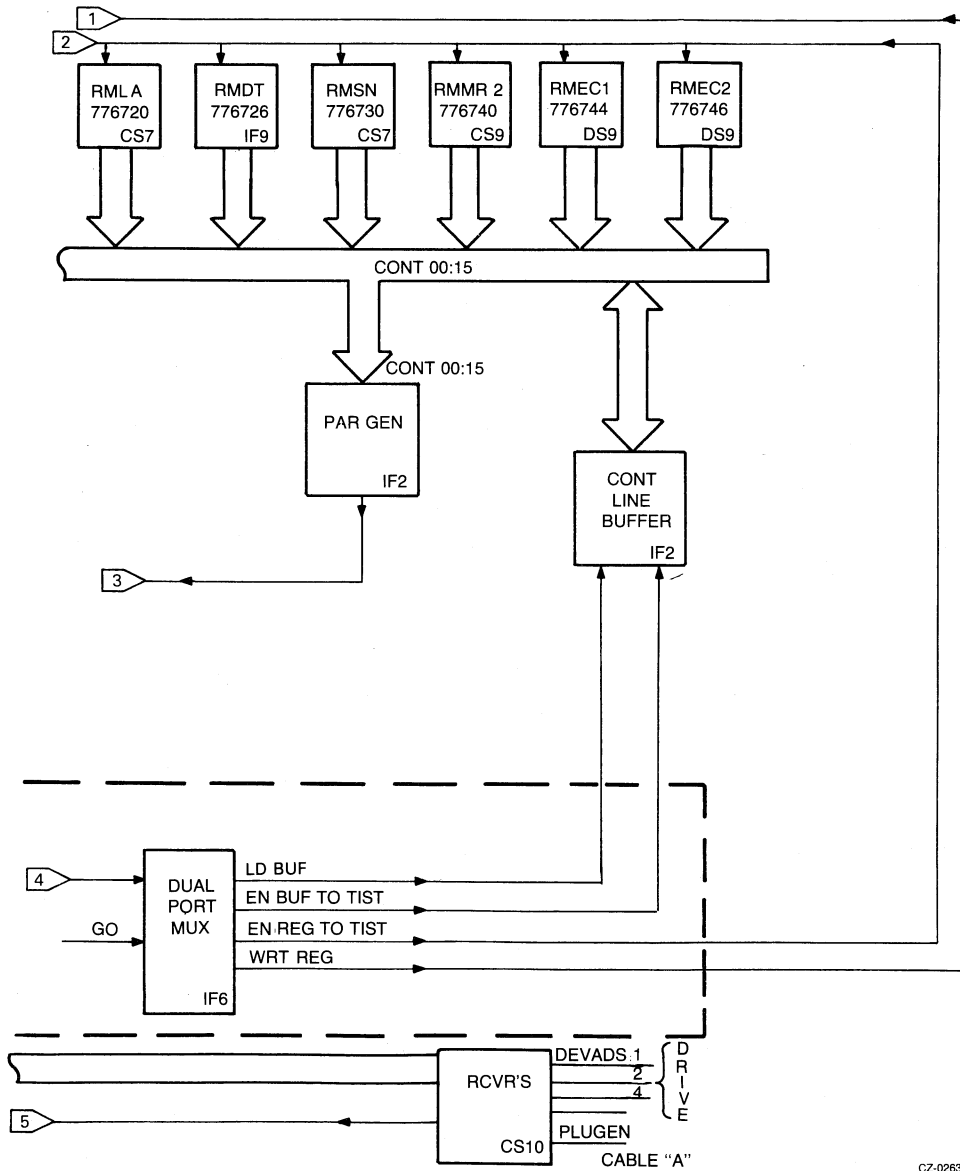 1
2
RMLA
776720
CS7
RMDT
776726
IF9
RMSN
776730
CS7
RMMR 2
776740
CS9
RMEC1
776744
DS9
RMEC2
776746
DS9
CONT 00:15
CONT 00:15
PAR GEN
IF2
CONT
LINE
BUFFER
IF2
3
4
GO
DUAL
PORT
MUX
IF6
LD BUF
EN BUF TO TIST
EN REG TO TIST
WRT REG
5
RCVR'S
CS10
DEVADS 1
2
4
DRIVE
PLUGEN
CABLE "A"
CZ-0263